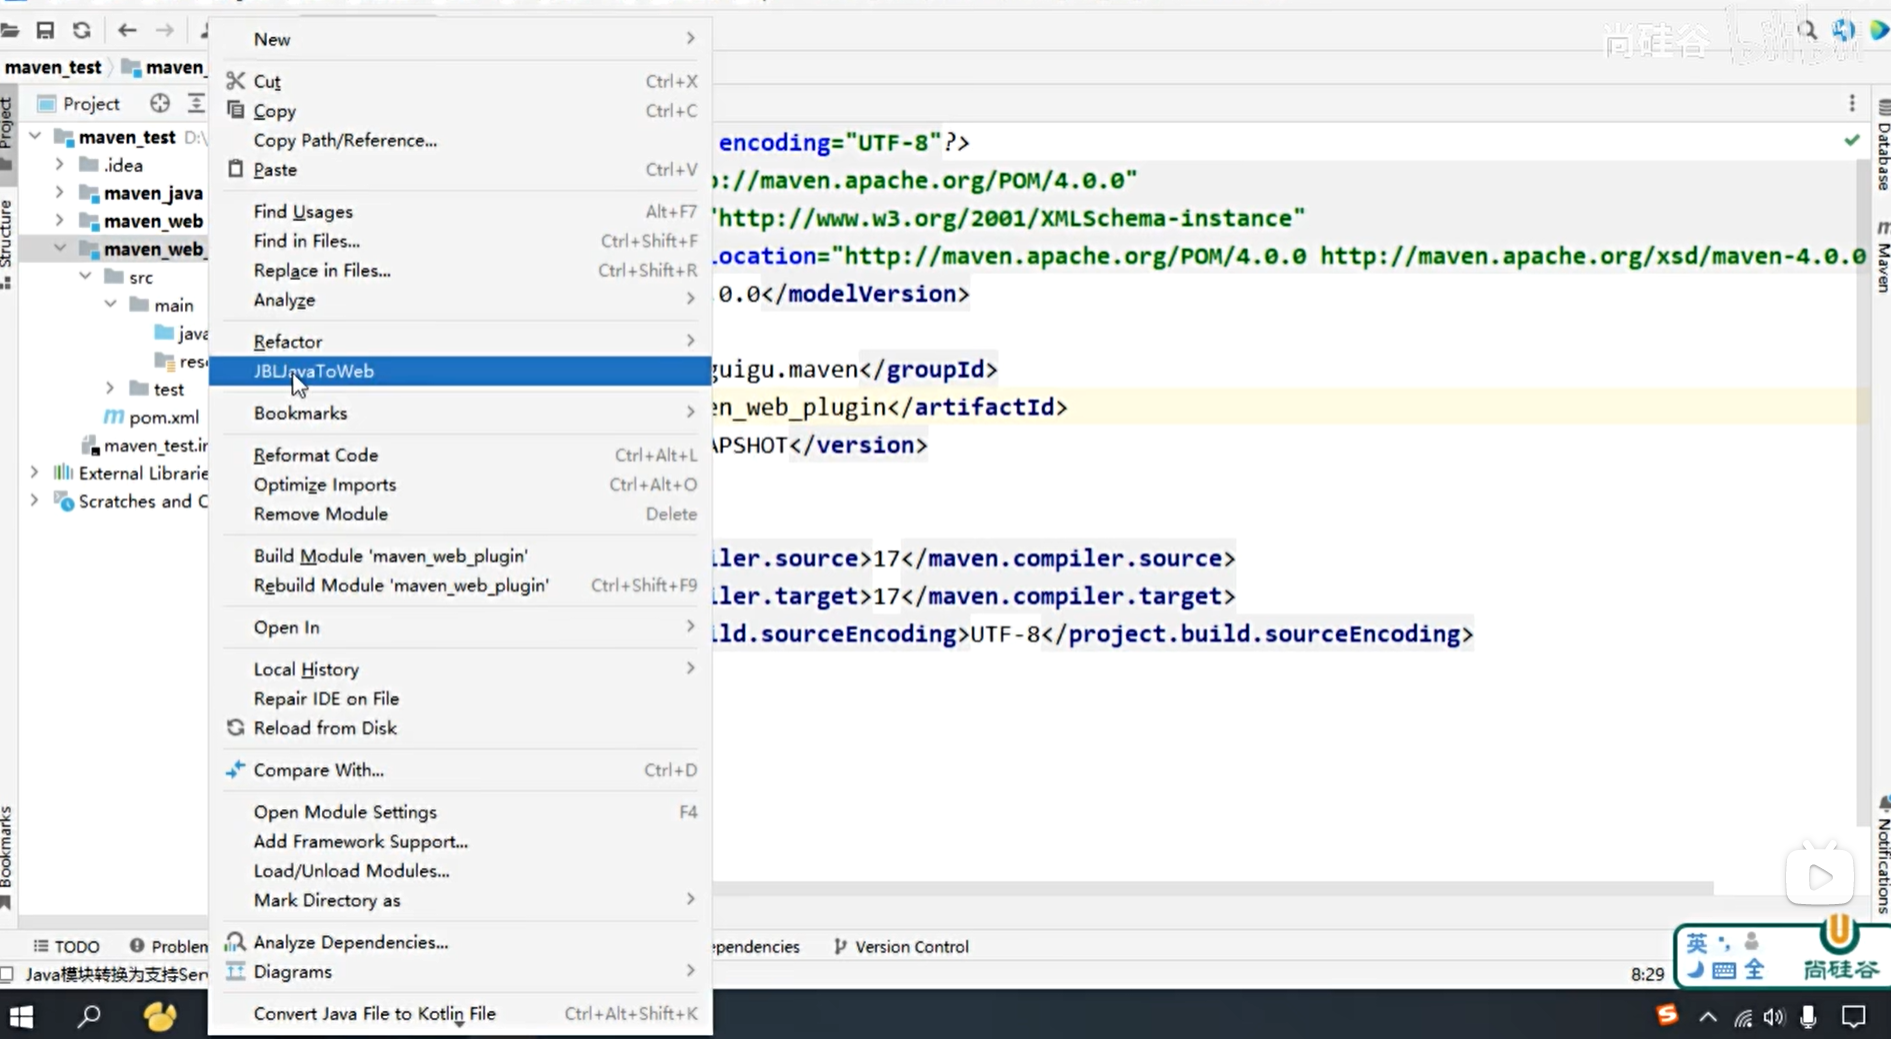 尚硅谷 bilibili
maven_test maven_
Project
maven_test D:\
.idea
maven_java
maven_web
maven_web_
src
main
java
res
test
pom.xml
maven_test.i
External Librarie
Scratches and C
Project
Structure
Bookmarks
New
Cut Ctrl+X
Copy Ctrl+C
Copy Path/Reference...
Paste Ctrl+V
Find Usages Alt+F7
Find in Files... Ctrl+Shift+F
Replace in Files... Ctrl+Shift+R
Analyze
Refactor
JBLJavaToWeb
Bookmarks
Reformat Code Ctrl+Alt+L
Optimize Imports Ctrl+Alt+O
Remove Module Delete
Build Module 'maven_web_plugin'
Rebuild Module 'maven_web_plugin' Ctrl+Shift+F9
Open In
Local History
Repair IDE on File
Reload from Disk
Compare With... Ctrl+D
Open Module Settings F4
Add Framework Support...
Load/Unload Modules...
Mark Directory as
Analyze Dependencies...
Diagrams
Convert Java File to Kotlin File Ctrl+Alt+Shift+K
encoding="UTF-8"?>
://maven.apache.org/POM/4.0.0"
"http://www.w3.org/2001/XMLSchema-instance"
Location="http://maven.apache.org/POM/4.0.0 http://maven.apache.org/xsd/maven-4.0.0
.0.0</modelVersion>
guigu.maven</groupId>
en_web_plugin</artifactId>
APSHOT</version>
iler.source>17</maven.compiler.source>
iler.target>17</maven.compiler.target>
ild.sourceEncoding>UTF-8</project.build.sourceEncoding>
Database
Maven
Notifications
TODO Problem
ependencies Version Control
Java模块转换为支持Ser
8:29
英 全
尚硅谷